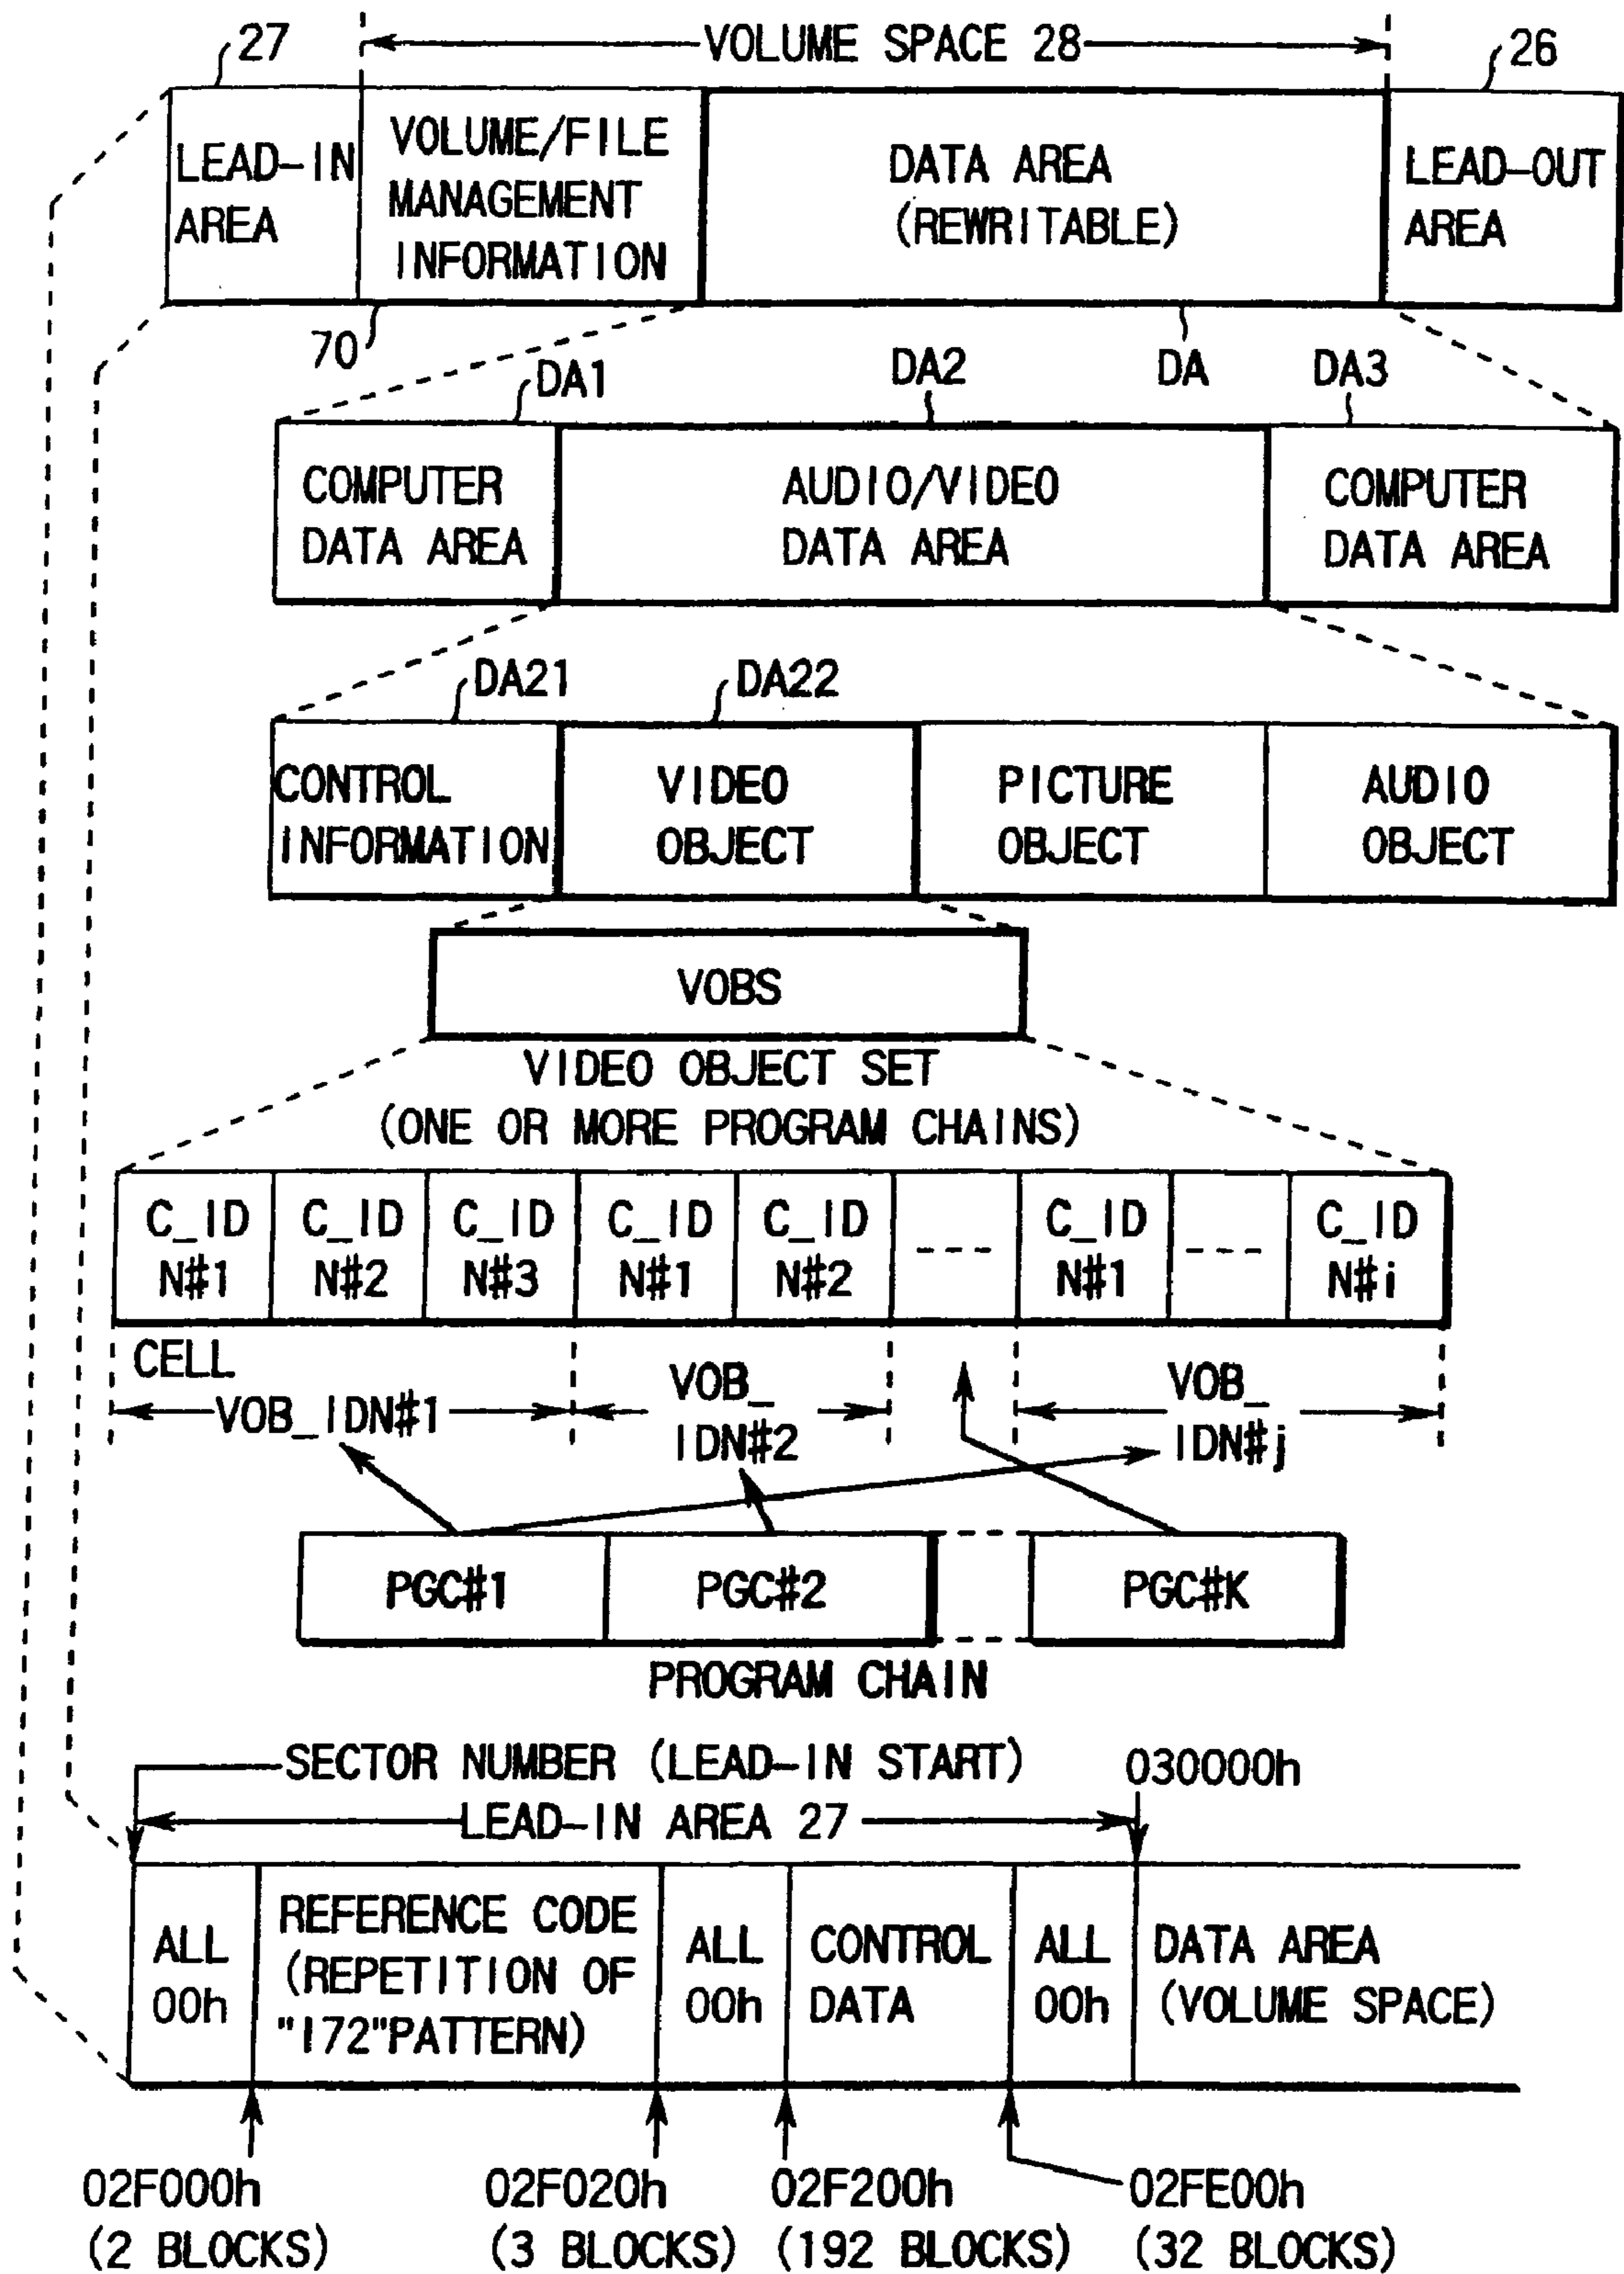 27
VOLUME SPACE 28
26
LEAD-IN
AREA
VOLUME/FILE
MANAGEMENT
INFORMATION
DATA AREA
(REWRITABLE)
LEAD-OUT
AREA
70
DA1
DA2
DA
DA3
COMPUTER
DATA AREA
AUDIO/VIDEO
DATA AREA
COMPUTER
DATA AREA
DA21
DA22
CONTROL
INFORMATION
VIDEO
OBJECT
PICTURE
OBJECT
AUDIO
OBJECT
VOBS
VIDEO OBJECT SET
(ONE OR MORE PROGRAM CHAINS)
C_ID
N#1
C_ID
N#2
C_ID
N#3
C_ID
N#1
C_ID
N#2
----
C_ID
N#1
----
C_ID
N#i
CELL
VOB_IDN#1
VOB_
IDN#2
VOB_
IDN#j
PGC#1
PGC#2
PGC#K
PROGRAM CHAIN
SECTOR NUMBER (LEAD-IN START)
030000h
LEAD-IN AREA 27
ALL
00h
REFERENCE CODE
(REPETITION OF
"172"PATTERN)
ALL
00h
CONTROL
DATA
ALL
00h
DATA AREA
(VOLUME SPACE)
02F000h
(2 BLOCKS)
02F020h
(3 BLOCKS)
02F200h
(192 BLOCKS)
02FE00h
(32 BLOCKS)